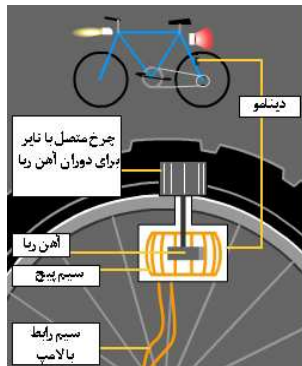 دینامو
چرخ متصل با تایر
برای دوران آهن ربا
آهن ربا
سیم پیچ
سیم رابط
با لامپ